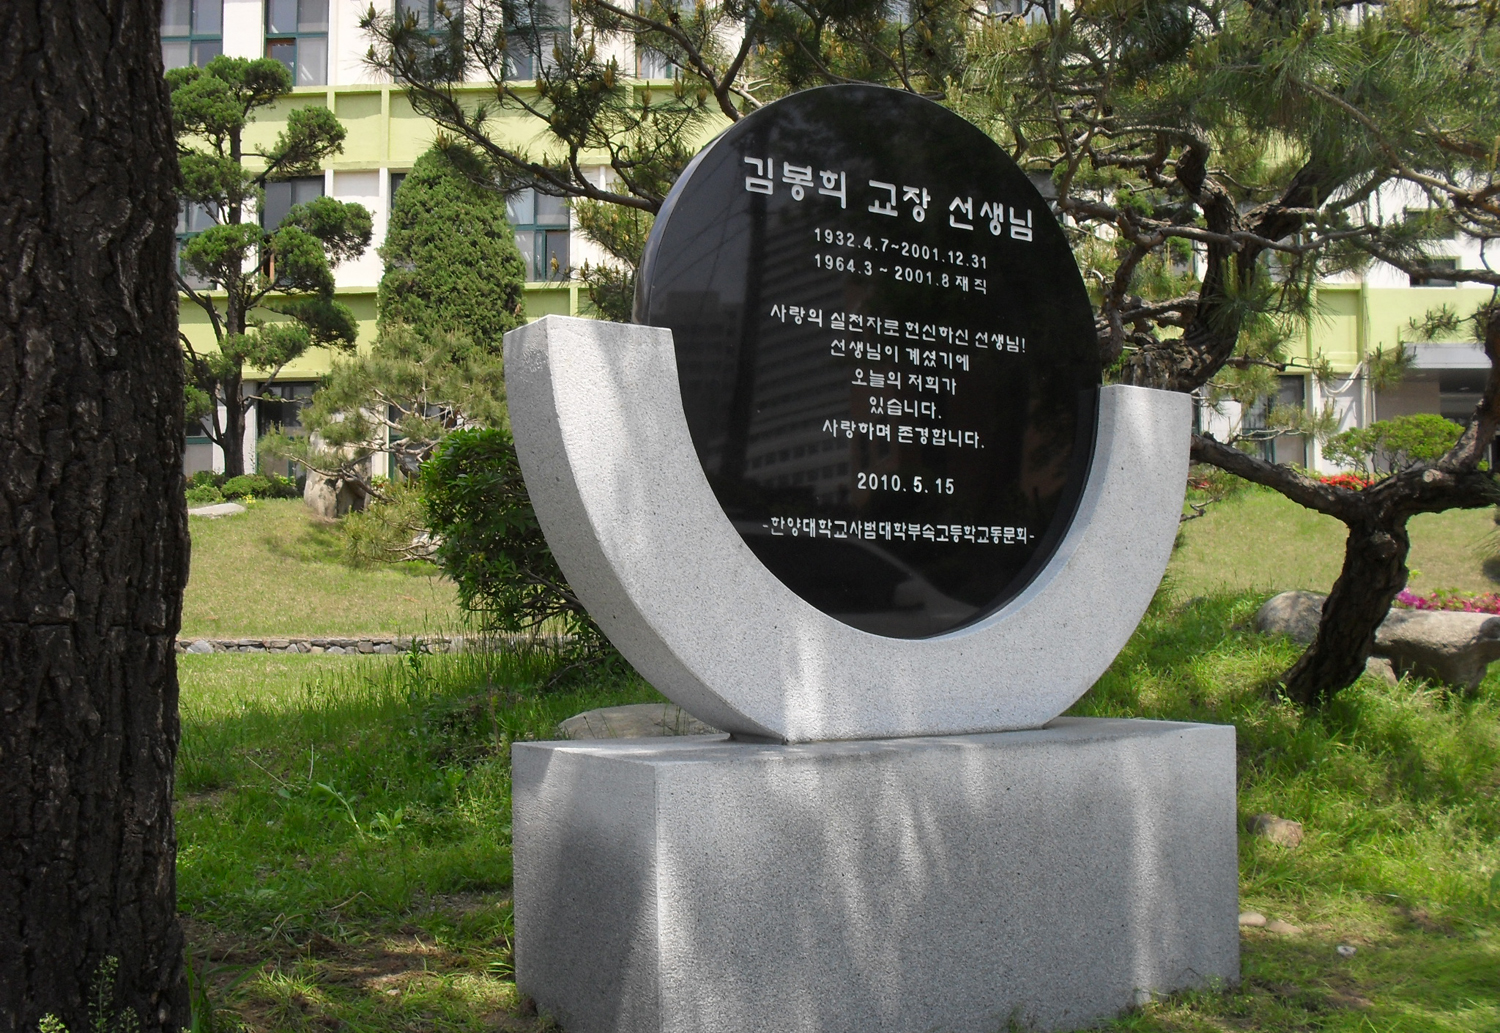 김봉희 교장 선생님
1932.4.7~2001.12.31
1964.3 ~ 2001.8 재직
사랑의 실천자로 헌신하신 선생님!
선생님이 계셨기에
오늘의 저희가
있습니다.
사랑하며 존경합니다.
2010. 5. 15
-한양대학교사범대학부속고등학교동문회-